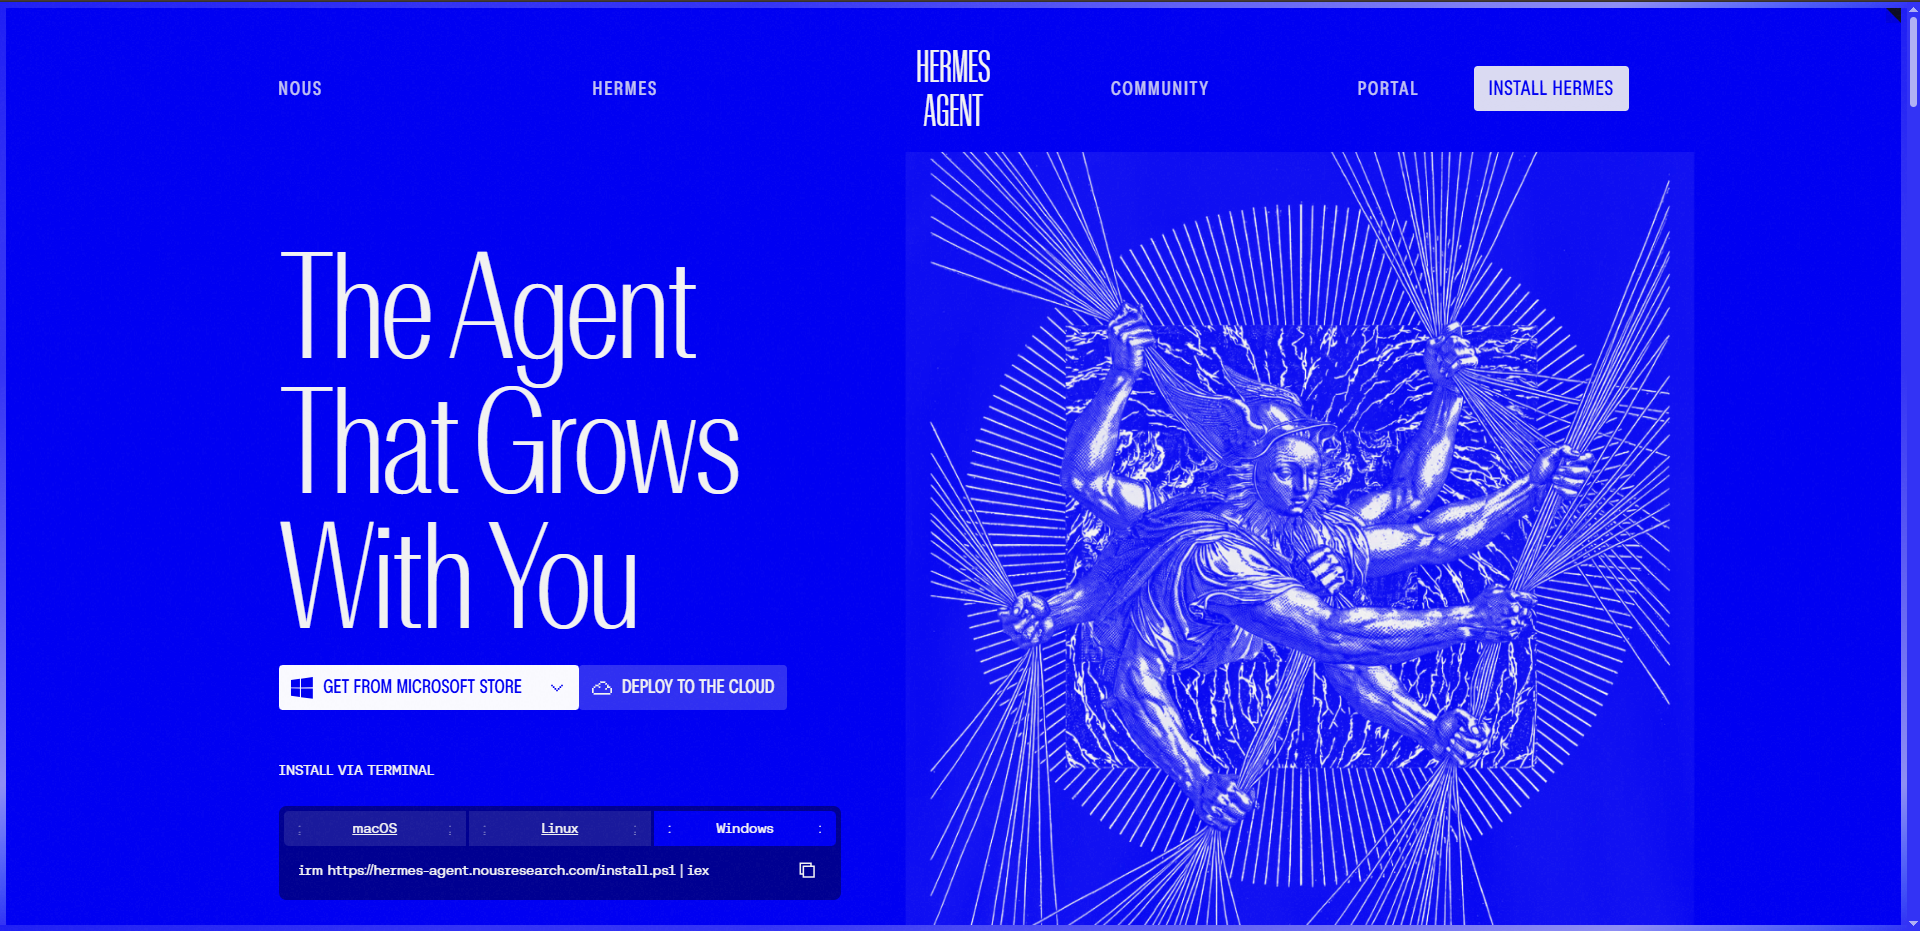 NOUS
HERMES
HERMES
AGENT
COMMUNITY
PORTAL
INSTALL HERMES
The Agent
That Grows
With You
GET FROM MICROSOFT STORE
DEPLOY TO THE CLOUD
INSTALL VIA TERMINAL
: macOS :
: Linux :
: Windows :
irm https://hermes-agent.nousresearch.com/install.ps1 | iex